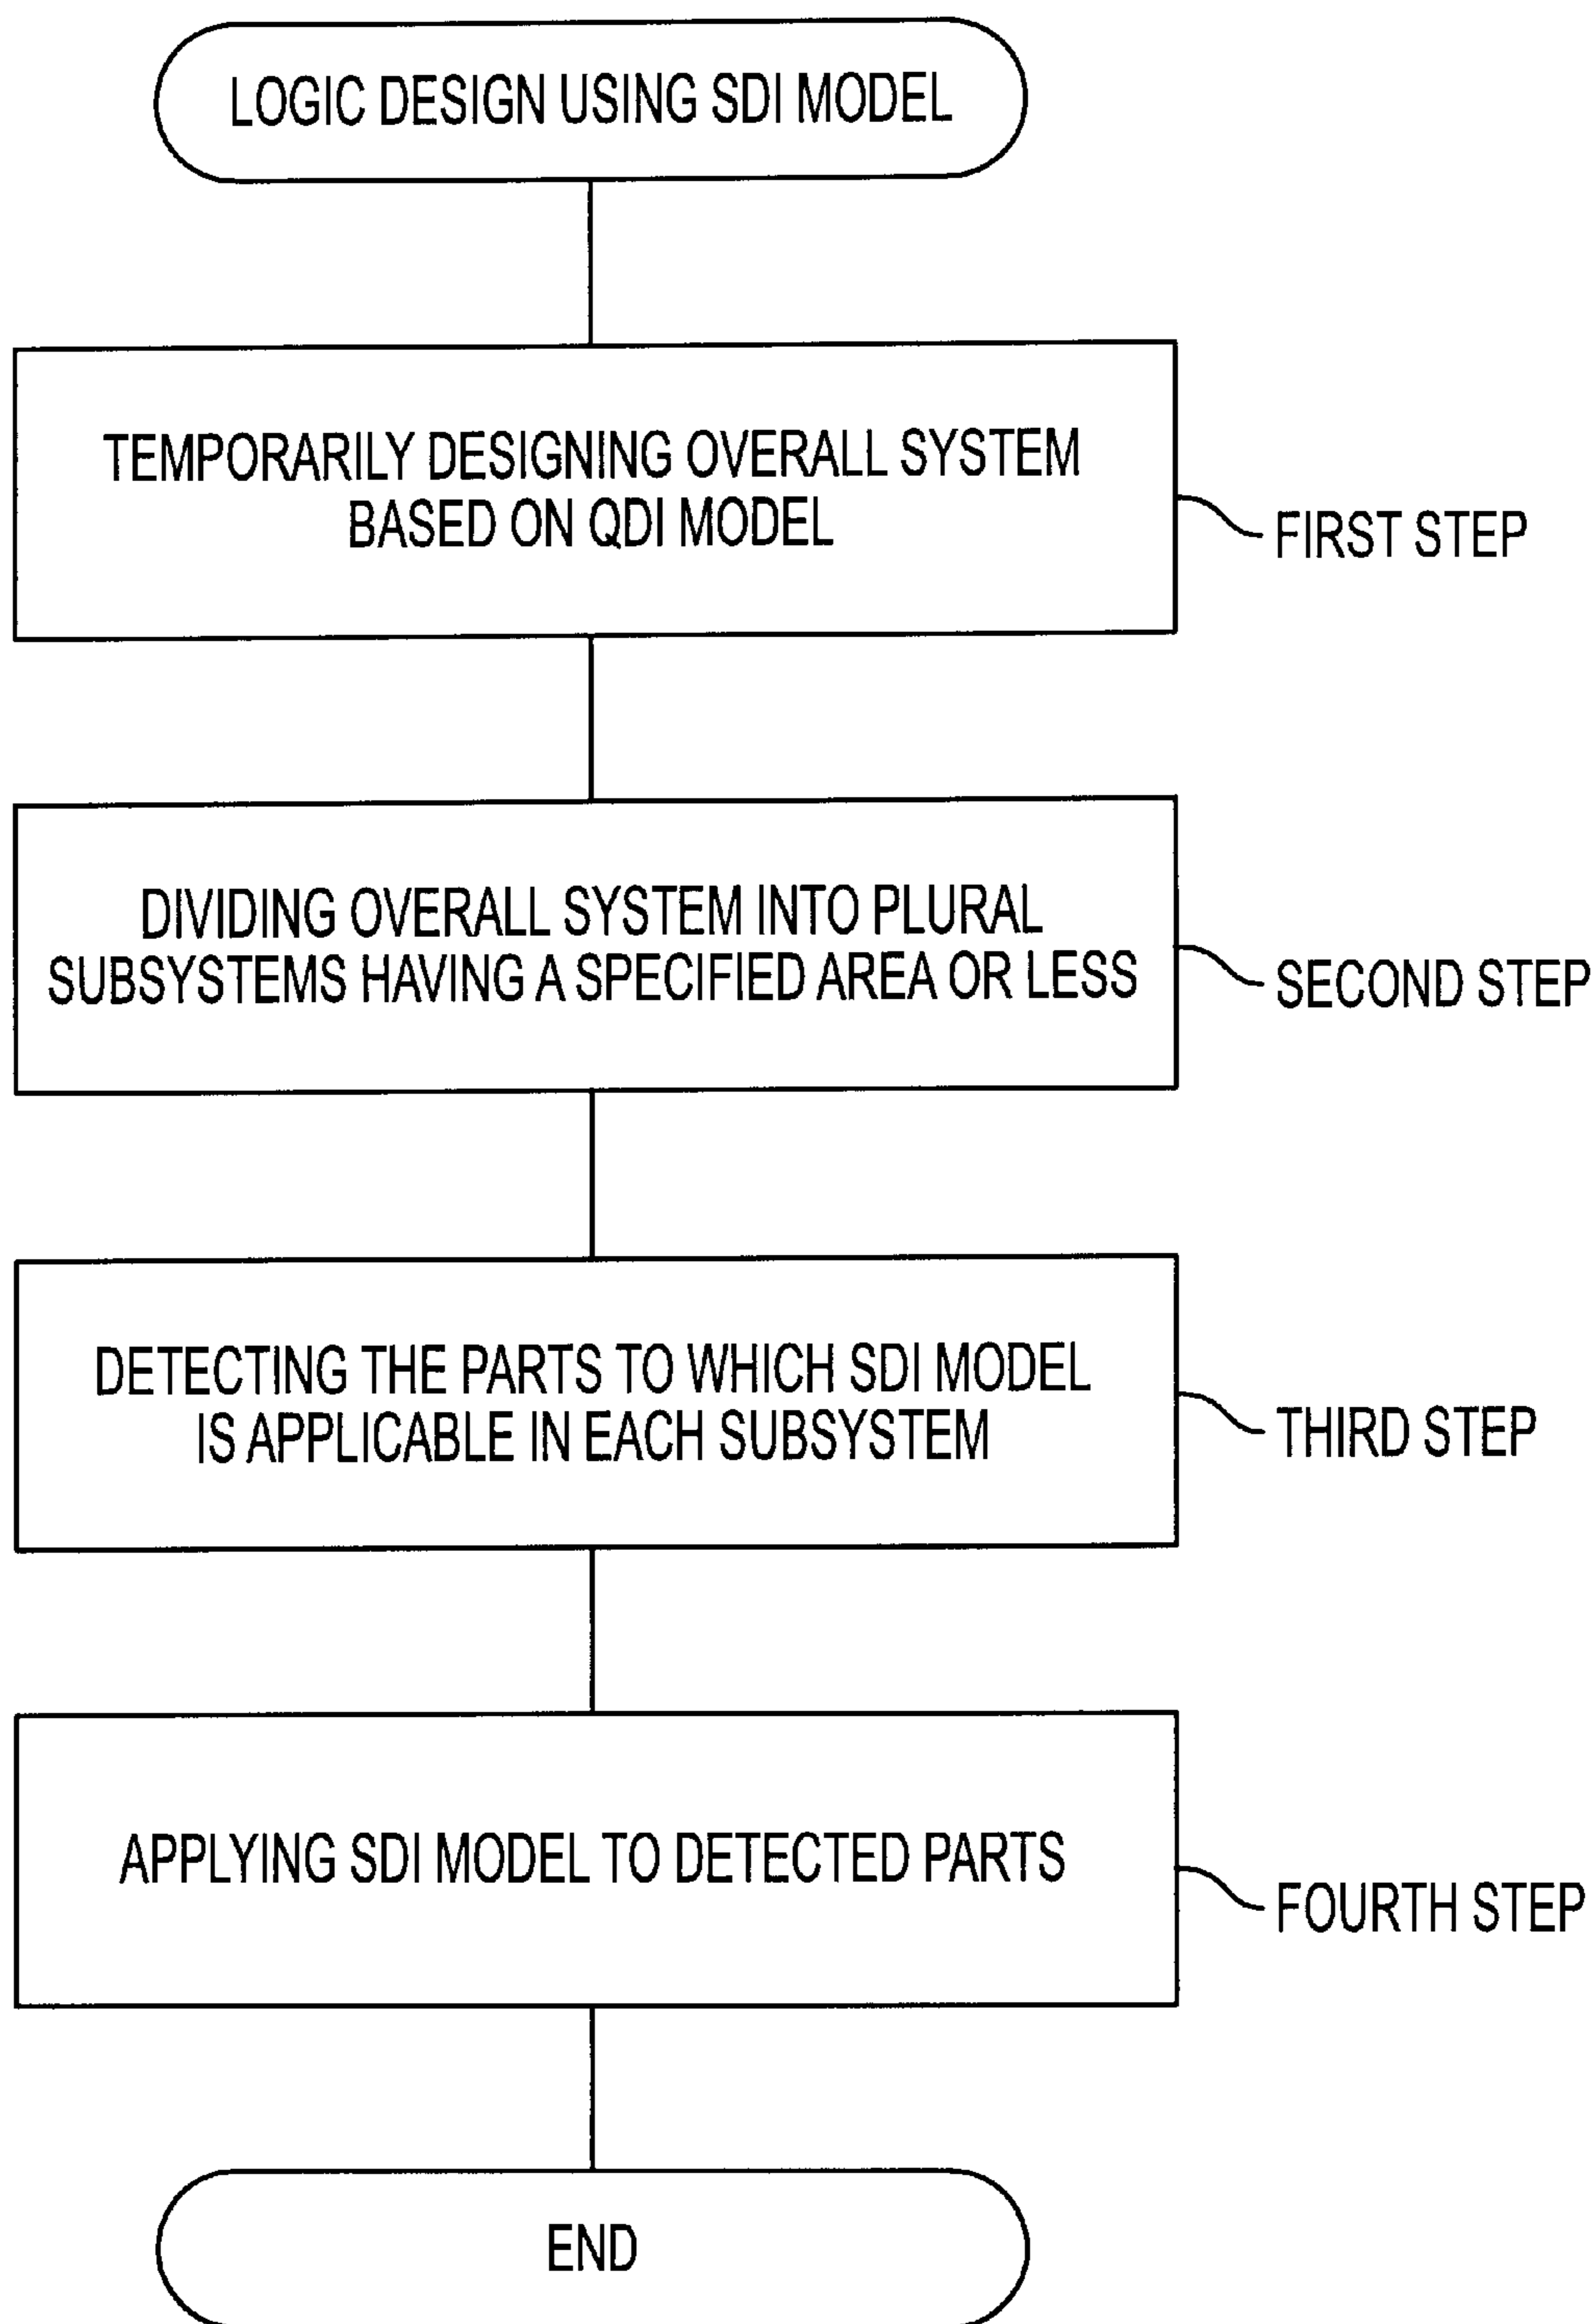 LOGIC DESIGN USING SDI MODEL
TEMPORARILY DESIGNING OVERALL SYSTEM
BASED ON QDI MODEL
FIRST STEP
DIVIDING OVERALL SYSTEM INTO PLURAL
SUBSYSTEMS HAVING A SPECIFIED AREA OR LESS
SECOND STEP
DETECTING THE PARTS TO WHICH SDI MODEL
IS APPLICABLE IN EACH SUBSYSTEM
THIRD STEP
APPLYING SDI MODEL TO DETECTED PARTS
FOURTH STEP
END